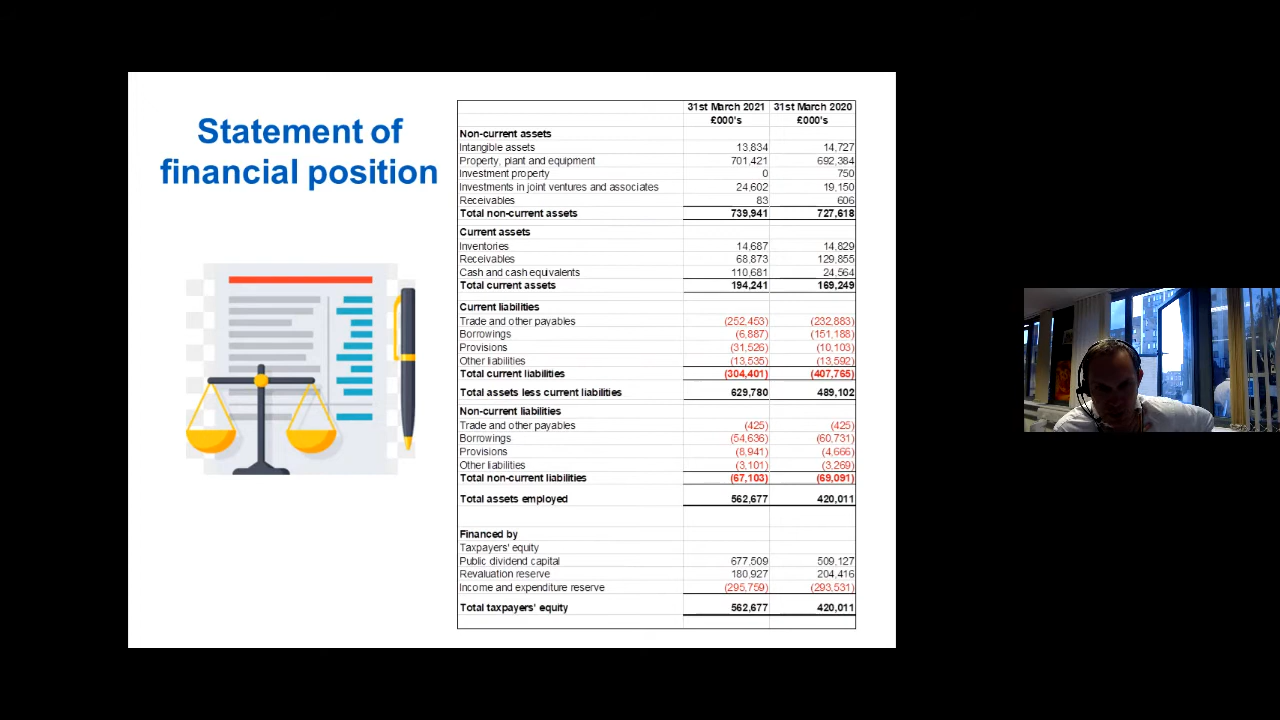 Statement of
financial position
31st March 2021 31st March 2020
£000's £000's
Non-current assets
Intangible assets 13,834 14,727
Property, plant and equipment 701,421 692,384
Investment property 0 750
Investments in joint ventures and associates 24,602 19,150
Receivables 83 606
Total non-current assets 739,941 727,618
Current assets
Inventories 14,687 14,829
Receivables 68,873 129,855
Cash and cash equivalents 110,681 24,564
Total current assets 194,241 169,249
Current liabilities
Trade and other payables (252,453) (232,883)
Borrowings (6,887) (151,188)
Provisions (31,526) (10,103)
Other liabilities (13,535) (13,592)
Total current liabilities (304,401) (407,765)
Total assets less current liabilities 629,780 489,102
Non-current liabilities
Trade and other payables (425) (425)
Borrowings (54,636) (60,731)
Provisions (8,941) (4,666)
Other liabilities (3,101) (3,269)
Total non-current liabilities (67,103) (69,091)
Total assets employed 562,677 420,011
Financed by
Taxpayers' equity
Public dividend capital 677,509 509,127
Revaluation reserve 180,927 204,416
Income and expenditure reserve (295,759) (293,531)
Total taxpayers' equity 562,677 420,011